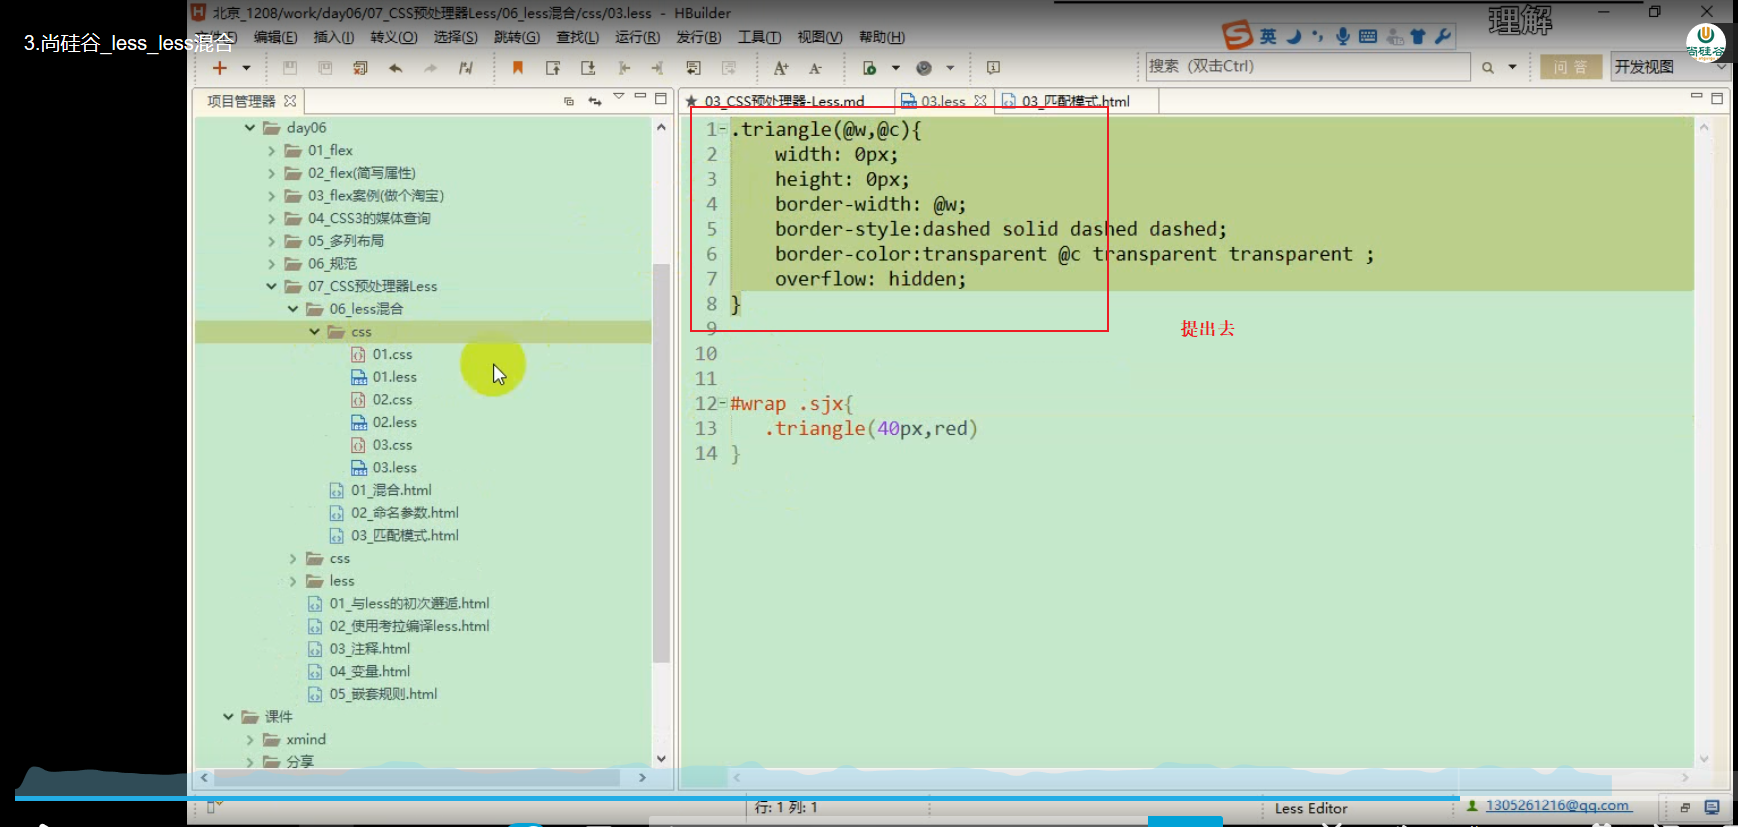 北京_1208/work/day06/07_CSS预处理器Less/06_less混合/css/03.less - HBuilder
理解
3.尚硅谷_less_less混合
编辑(E) 插入(I) 转义(O) 选择(S) 跳转(G) 查找(L) 运行(R) 发行(B) 工具(T) 视图(V) 帮助(H)
英
尚硅谷
搜索 (双击Ctrl)
问答
开发视图
项目管理器
03_CSS预处理器-Less.md
03.less
03_匹配模式.html
day06
01_flex
02_flex(简写属性)
03_flex案例(做个淘宝)
04_CSS3的媒体查询
05_多列布局
06_规范
07_CSS预处理器Less
06_less混合
css
01.css
01.less
02.css
02.less
03.css
03.less
01_混合.html
02_命名参数.html
03_匹配模式.html
css
less
01_与less的初次邂逅.html
02_使用考拉编译less.html
03_注释.html
04_变量.html
05_嵌套规则.html
课件
xmind
分享
1 .triangle(@w,@c){
2 width: 0px;
3 height: 0px;
4 border-width: @w;
5 border-style:dashed solid dashed dashed;
6 border-color:transparent @c transparent transparent ;
7 overflow: hidden;
8 }
9
10
11
12 #wrap .sjx{
13 .triangle(40px,red)
14 }
提出去
行: 1 列: 1
Less Editor
1305261216@qq.com